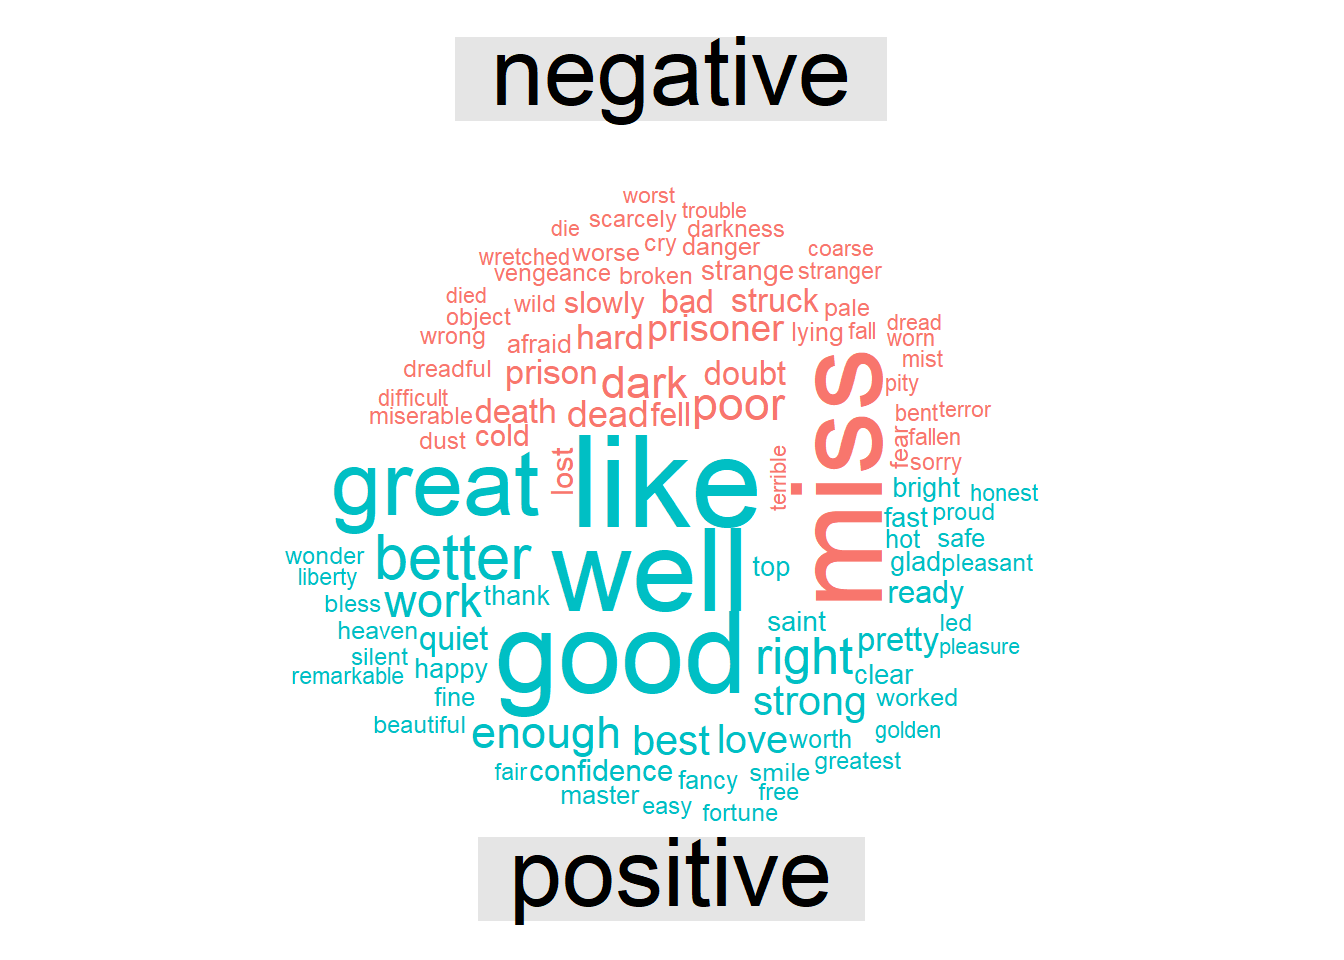 negative
worst
trouble
scarcely
die
darkness
cry
danger
coarse
wretched
worse
vengeance
broken
strange
stranger
died
wild
slowly
bad
struck
pale
object
wrong
afraid
hard
prisoner
lying
fall
dread
worn
mist
dreadful
prison
dark
doubt
pity
difficult
miserable
death
dead
fell
poor
miss
bent
terror
dust
cold
lost
terrible
fear
fallen
sorry
great
like
bright
honest
fast
proud
hot
safe
wonder
better
well
top
glad
pleasant
liberty
bless
work
thank
ready
heaven
quiet
good
saint
led
right
pretty
pleasure
silent
happy
remarkable
clear
fine
strong
worked
beautiful
enough
best
love
worth
golden
greatest
fair
confidence
fancy
smile
free
master
easy
fortune
positive